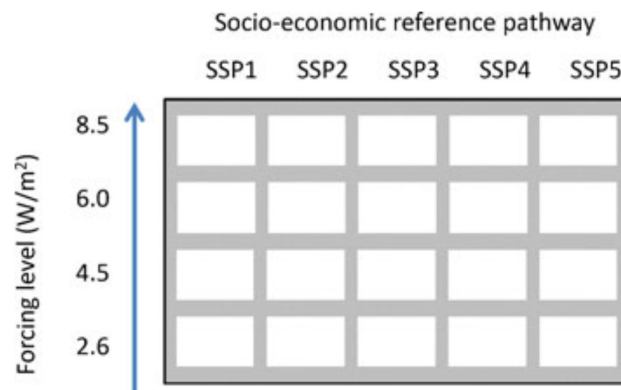 Socio-economic reference pathway
SSP1 SSP2 SSP3 SSP4 SSP5
Forcing level (W/m²)
8.5
6.0
4.5
2.6